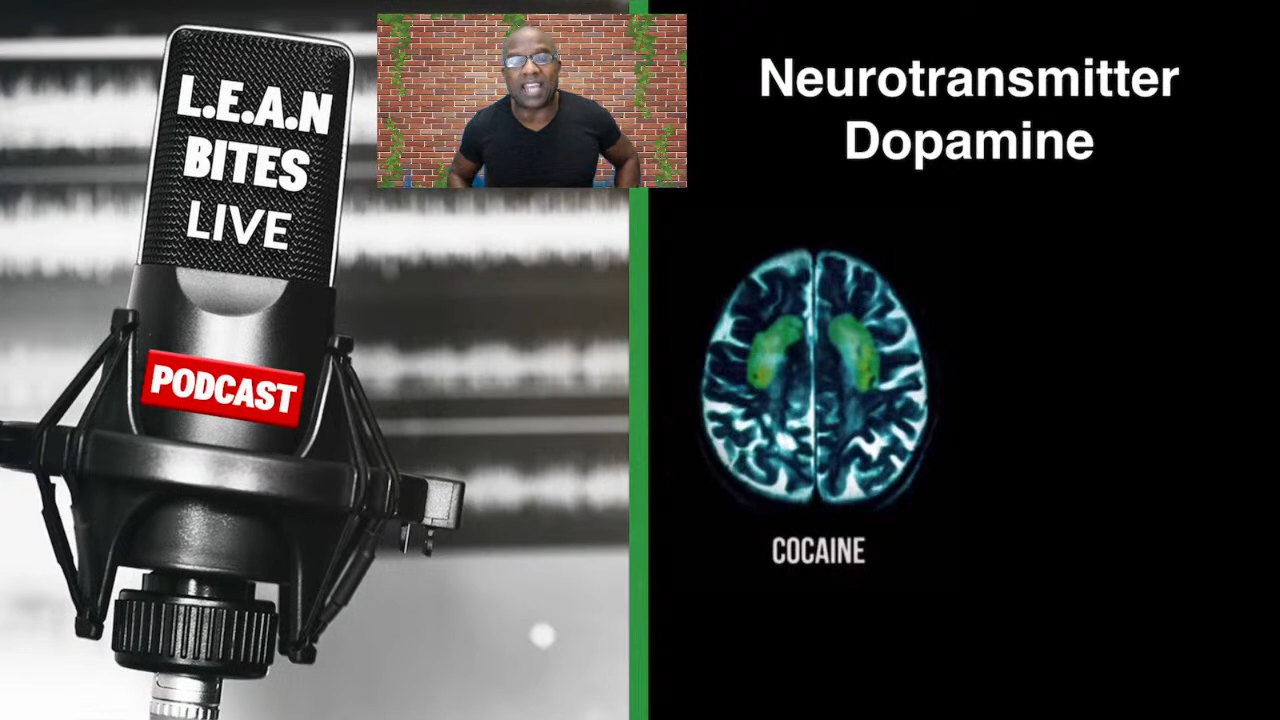 L.E.A.N
BITES
LIVE
PODCAST
Neurotransmitter
Dopamine
COCAINE